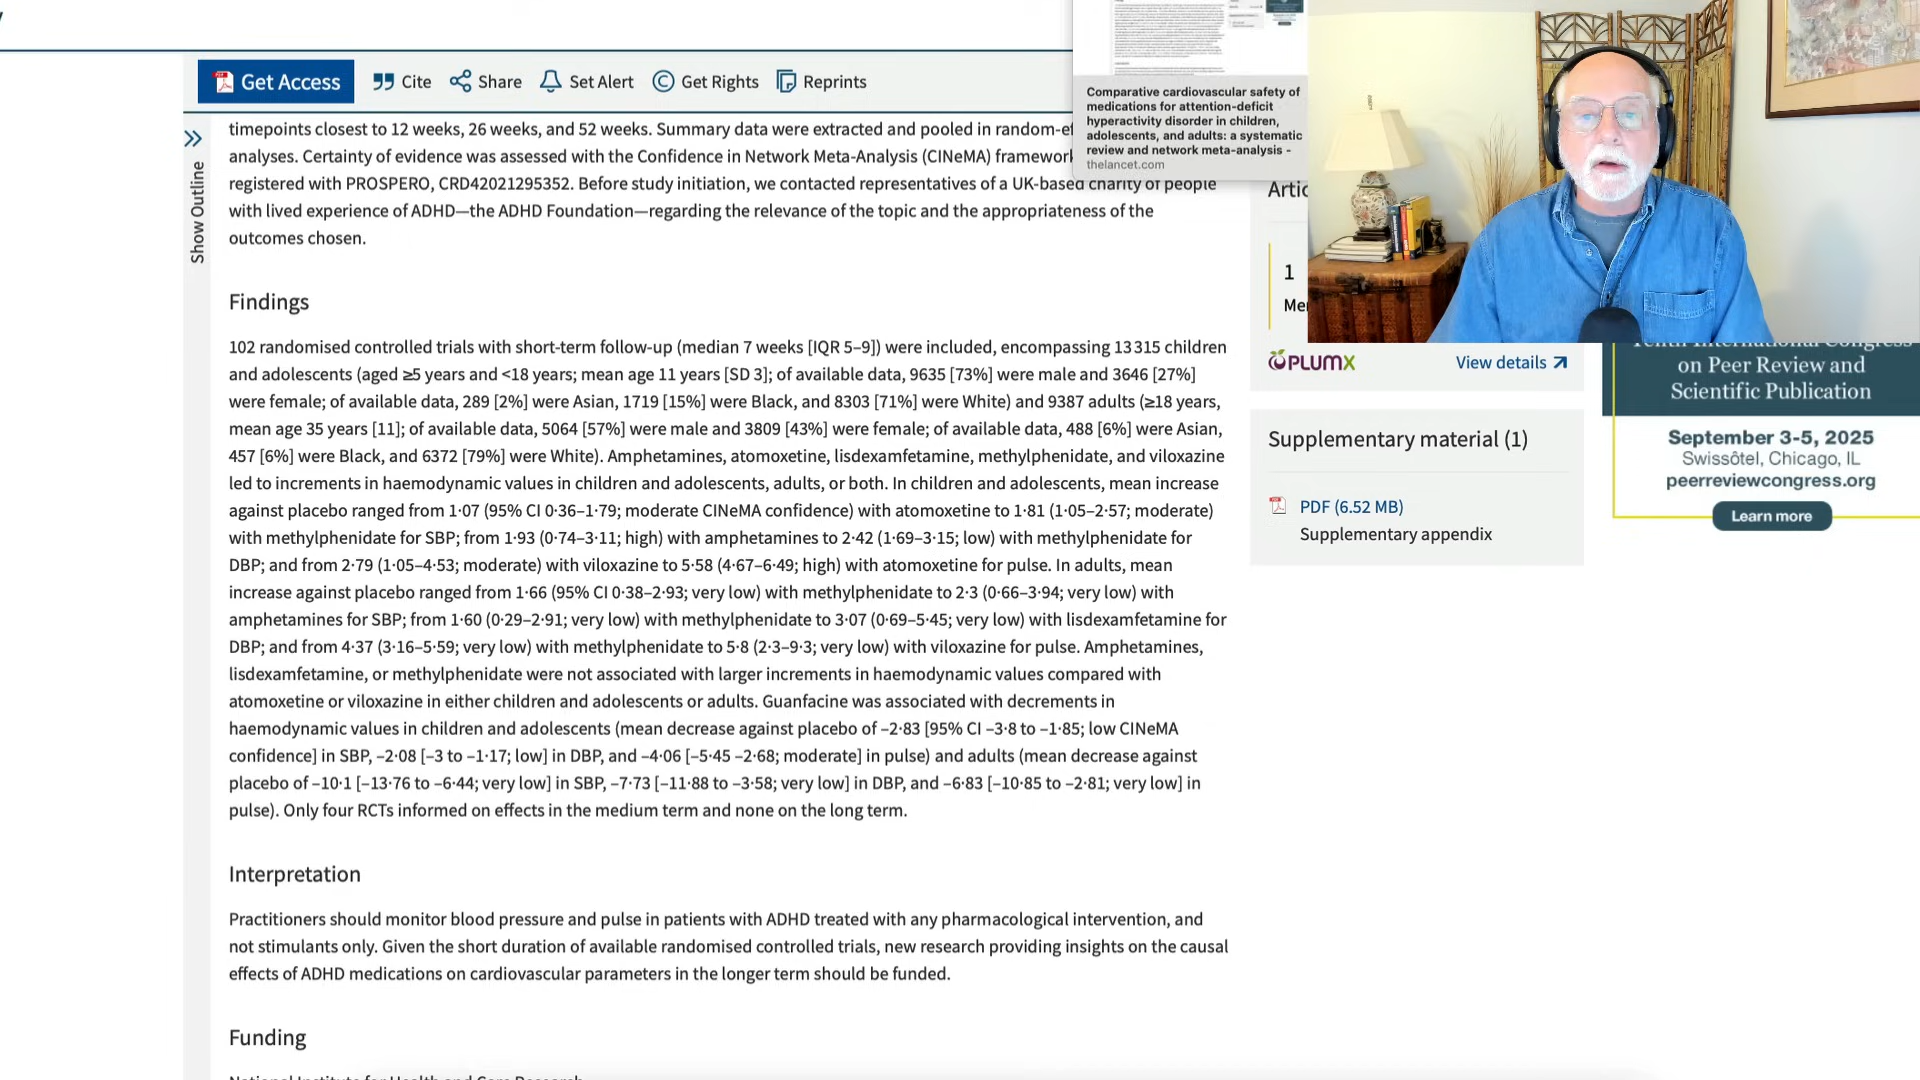 Get Access
Cite
Share
Set Alert
Get Rights
Reprints
Show Outline
timepoints closest to 12 weeks, 26 weeks, and 52 weeks. Summary data were extracted and pooled in
analyses. Certainty of evidence was assessed with the Confidence in Network Meta-Analysis (CINeMA) framework
registered with PROSPERO, CRD42021295352. Before study initiation, we contacted representatives of a UK-based charity of people
with lived experience of ADHD—the ADHD Foundation—regarding the relevance of the topic and the appropriateness of the
outcomes chosen.
Findings
102 randomised controlled trials with short-term follow-up (median 7 weeks [IQR 5–9]) were included, encompassing 13 315 children
and adolescents (aged ≥5 years and <18 years; mean age 11 years [SD 3]; of available data, 9635 [73%] were male and 3646 [27%]
were female; of available data, 289 [2%] were Asian, 1719 [15%] were Black, and 8303 [71%] were White) and 9387 adults (≥18 years,
mean age 35 years [11]; of available data, 5064 [57%] were male and 3809 [43%] were female; of available data, 488 [6%] were Asian,
457 [6%] were Black, and 6372 [79%] were White). Amphetamines, atomoxetine, lisdexamfetamine, methylphenidate, and viloxazine
led to increments in haemodynamic values in children and adolescents, adults, or both. In children and adolescents, mean increase
against placebo ranged from 1·07 (95% CI 0·36–1·79; moderate CINeMA confidence) with atomoxetine to 1·81 (1·05–2·57; moderate)
with methylphenidate for SBP; from 1·93 (0·74–3·11; high) with amphetamines to 2·42 (1·69–3·15; low) with methylphenidate for
DBP; and from 2·79 (1·05–4·53; moderate) with viloxazine to 5·58 (4·67–6·49; high) with atomoxetine for pulse. In adults, mean
increase against placebo ranged from 1·66 (95% CI 0·38–2·93; very low) with methylphenidate to 2·3 (0·66–3·94; very low) with
amphetamines for SBP; from 1·60 (0·29–2·91; very low) with methylphenidate to 3·07 (0·69–5·45; very low) with lisdexamfetamine for
DBP; and from 4·37 (3·16–5·59; very low) with methylphenidate to 5·8 (2·3–9·3; very low) with viloxazine for pulse. Amphetamines,
lisdexamfetamine, or methylphenidate were not associated with larger increments in haemodynamic values compared with
atomoxetine or viloxazine in either children and adolescents or adults. Guanfacine was associated with decrements in
haemodynamic values in children and adolescents (mean decrease against placebo of –2·83 [95% CI –3·8 to –1·85; low CINeMA
confidence] in SBP, –2·08 [–3 to –1·17; low] in DBP, and –4·06 [–5·45 –2·68; moderate] in pulse) and adults (mean decrease against
placebo of –10·1 [–13·76 to –6·44; very low] in SBP, –7·73 [–11·88 to –3·58; very low] in DBP, and –6·83 [–10·85 to –2·81; very low] in
pulse). Only four RCTs informed on effects in the medium term and none on the long term.
Interpretation
Practitioners should monitor blood pressure and pulse in patients with ADHD treated with any pharmacological intervention, and
not stimulants only. Given the short duration of available randomised controlled trials, new research providing insights on the causal
effects of ADHD medications on cardiovascular parameters in the longer term should be funded.
Funding
National Institute for Health and Care Research
Comparative cardiovascular safety of
medications for attention-deficit
hyperactivity disorder in children,
adolescents, and adults: a systematic
review and network meta-analysis -
thelancet.com
1
PLUMX
View details
Supplementary material (1)
PDF (6.52 MB)
Supplementary appendix
Tenth International Congress
on Peer Review and
Scientific Publication
September 3-5, 2025
Swissôtel, Chicago, IL
peerreviewcongress.org
Learn more